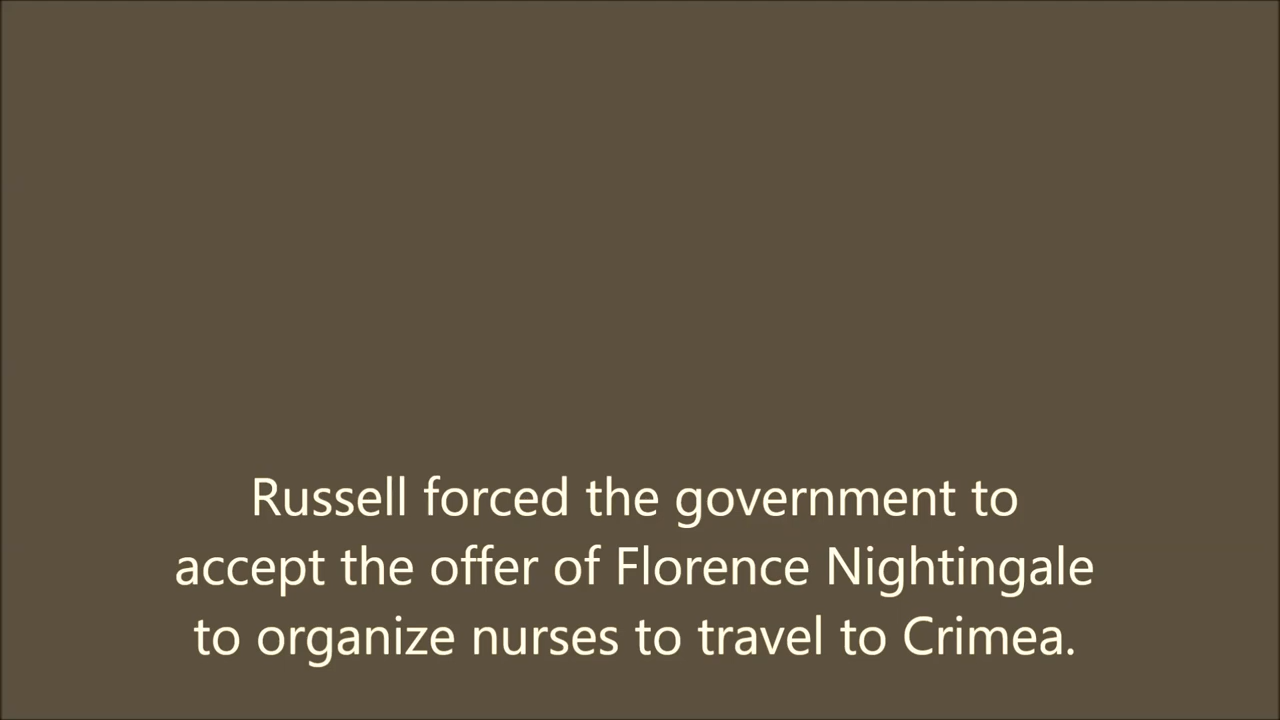 Russell forced the government to
accept the offer of Florence Nightingale
to organize nurses to travel to Crimea.